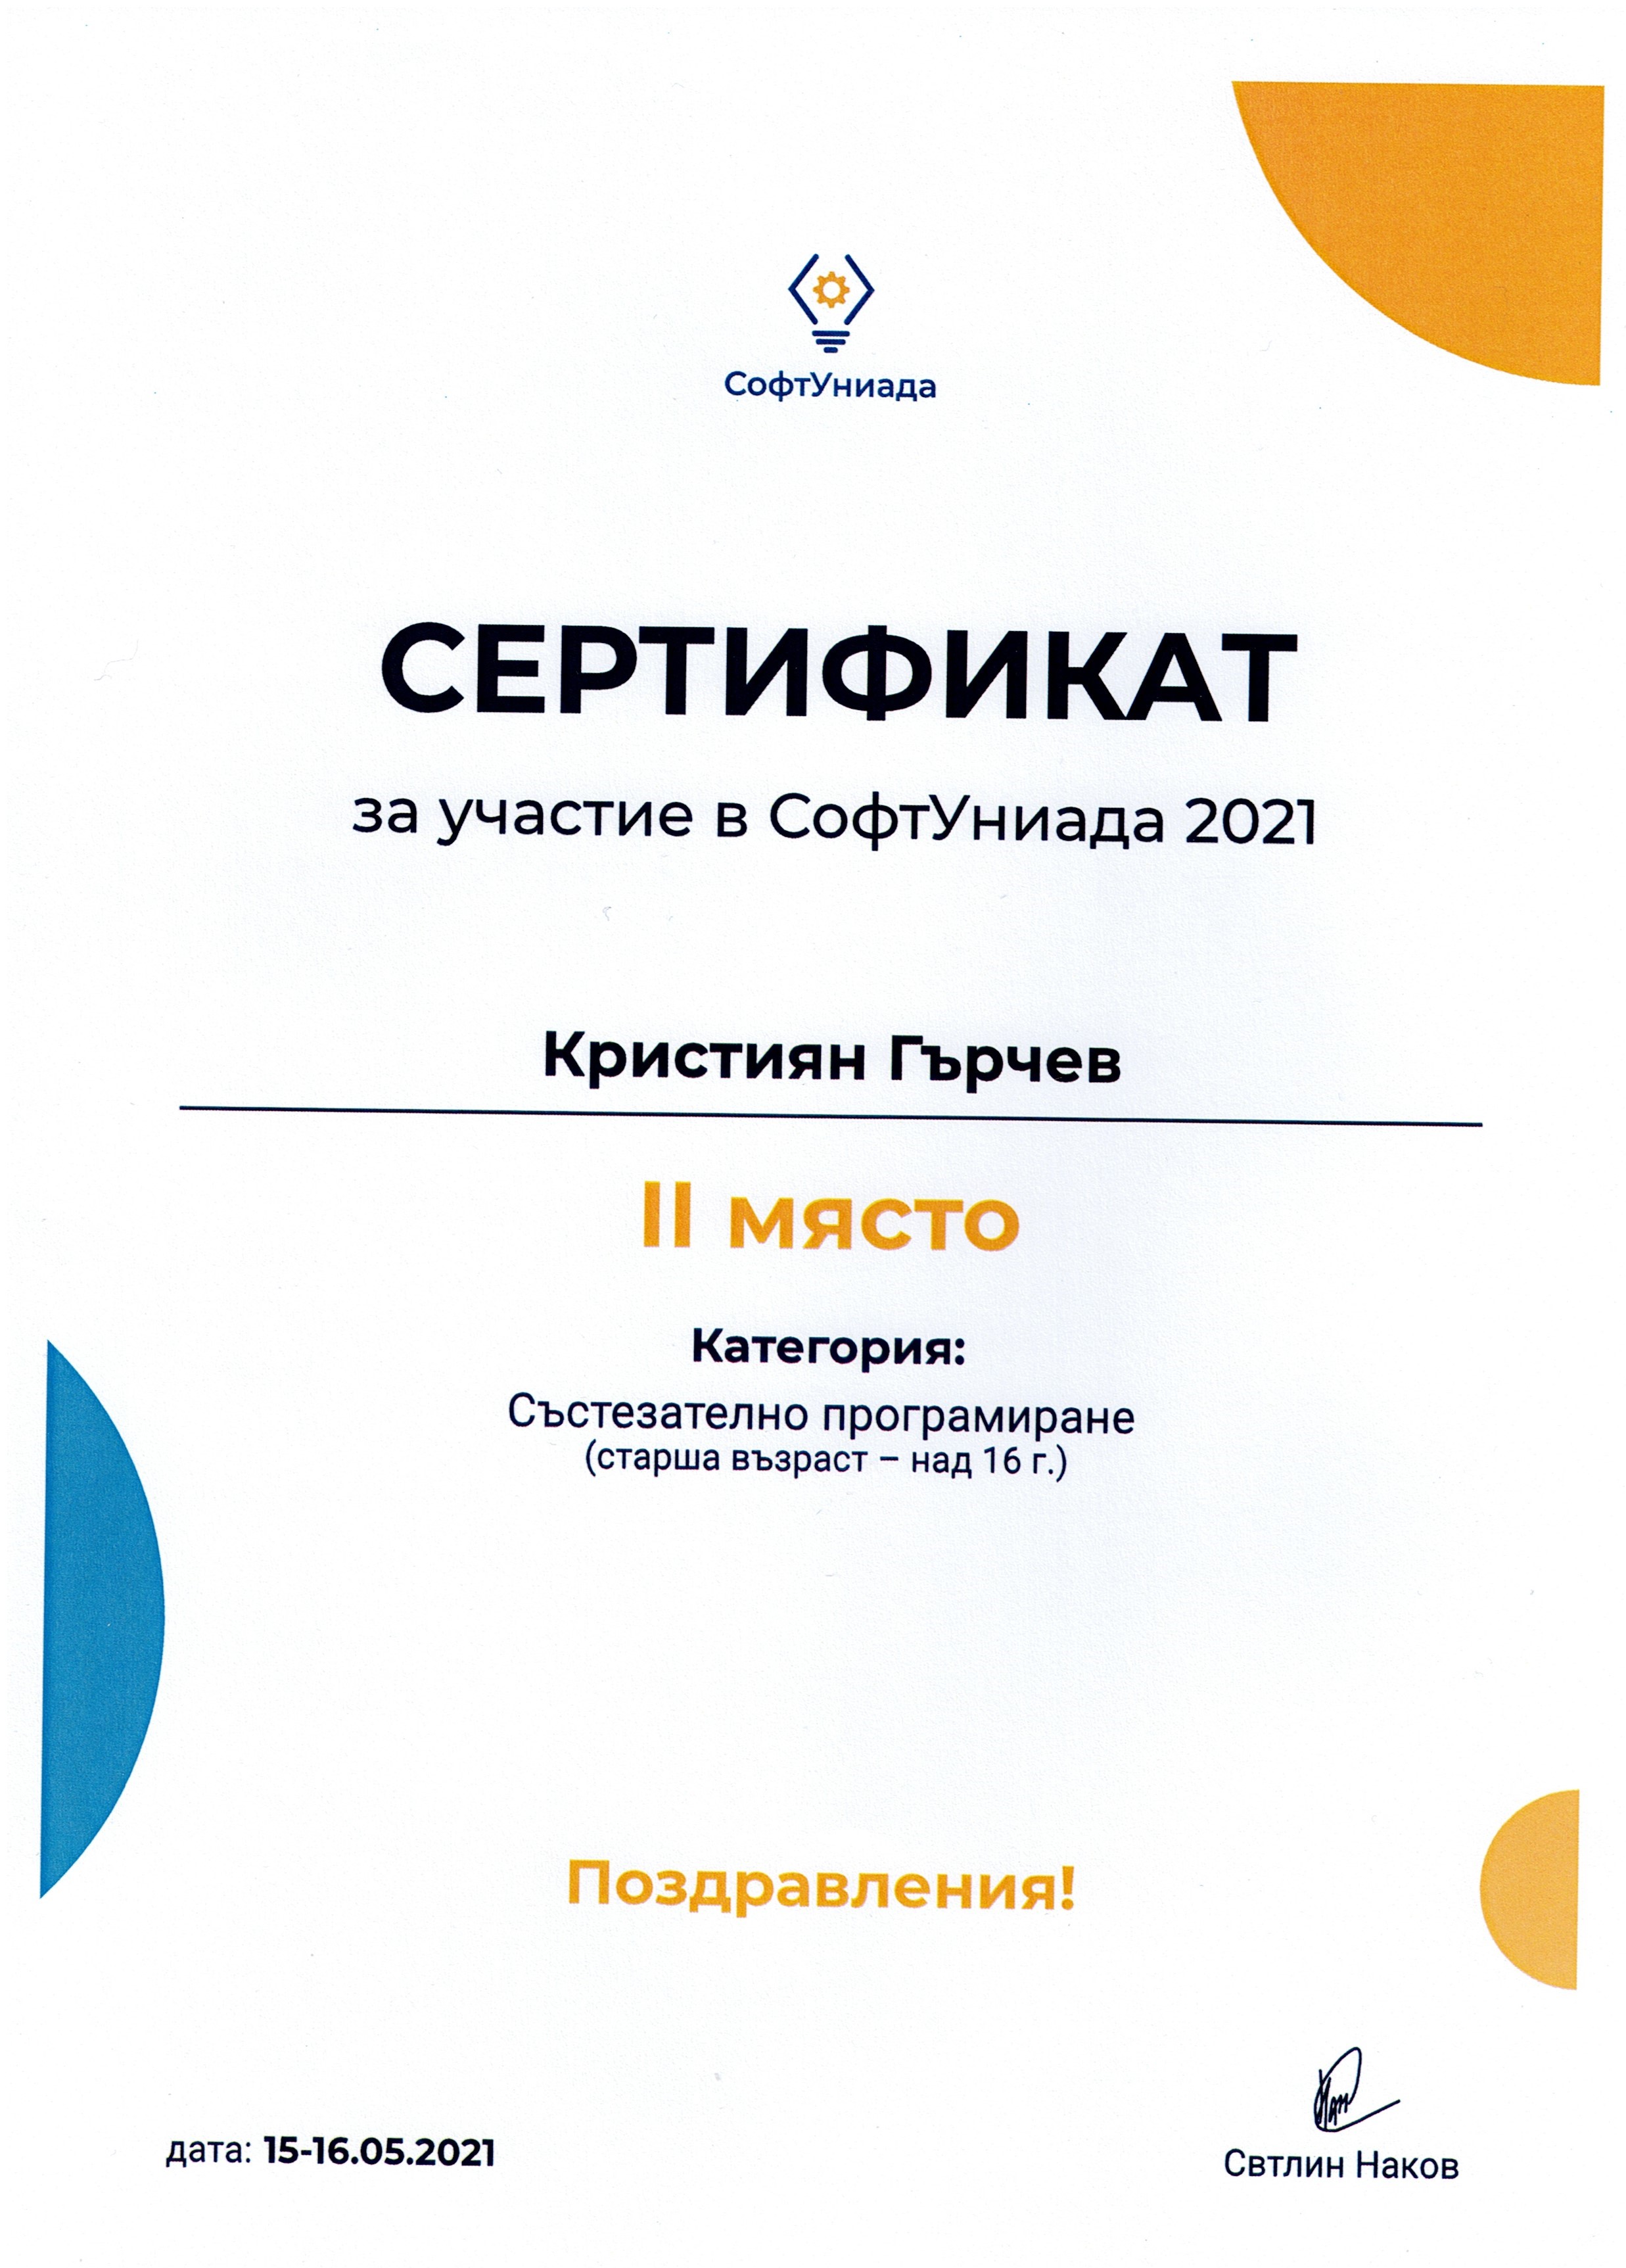 СофтУниада
СЕРТИФИКАТ
за участие в СофтУниада 2021
Кристиян Гърчев
II място
Категория:
Състезателно програмиране
(старша възраст – над 16 г.)
Поздравления!
дата: 15-16.05.2021
Свтлин Наков